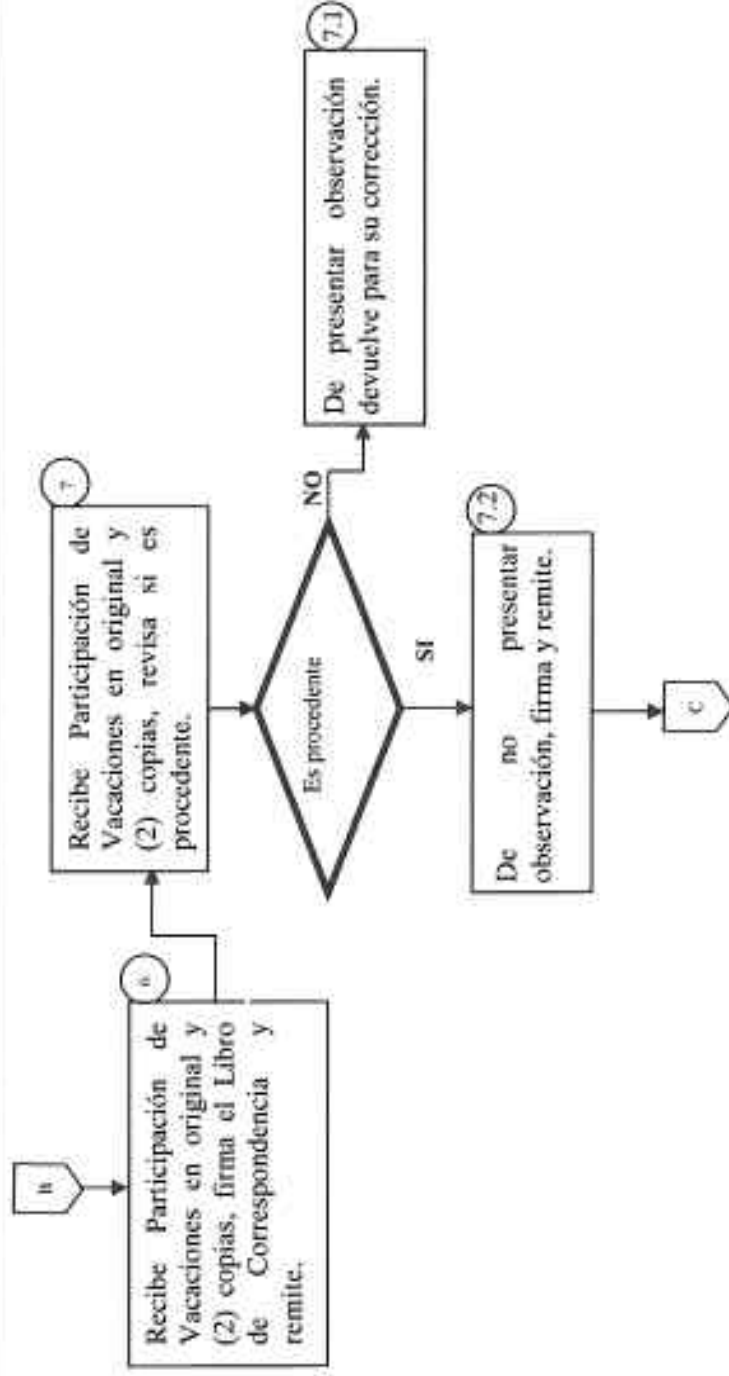 B
6
Recibe Participación de
Vacaciones en original y
(2) copias, firma el Libro
de Correspondencia y
remite.
7
Recibe Participación de
Vacaciones en original y
(2) copias, revisa si es
procedente.
Es procedente
NO
7.1
De presentar observación
devuelve para su corrección.
SI
7.2
De no presentar
observación, firma y remite.
C